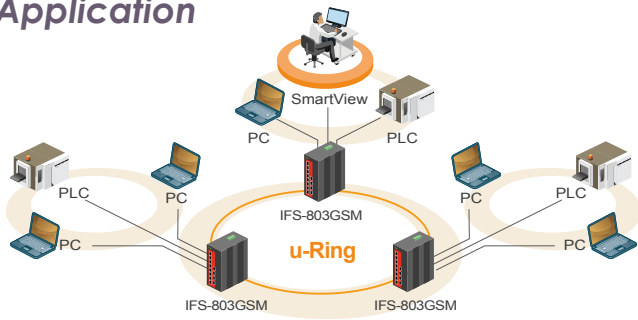 Application
SmartView
PC
PLC
PLC
PC
IFS-803GSM
PC
PLC
PC
u-Ring
PC
IFS-803GSM
IFS-803GSM